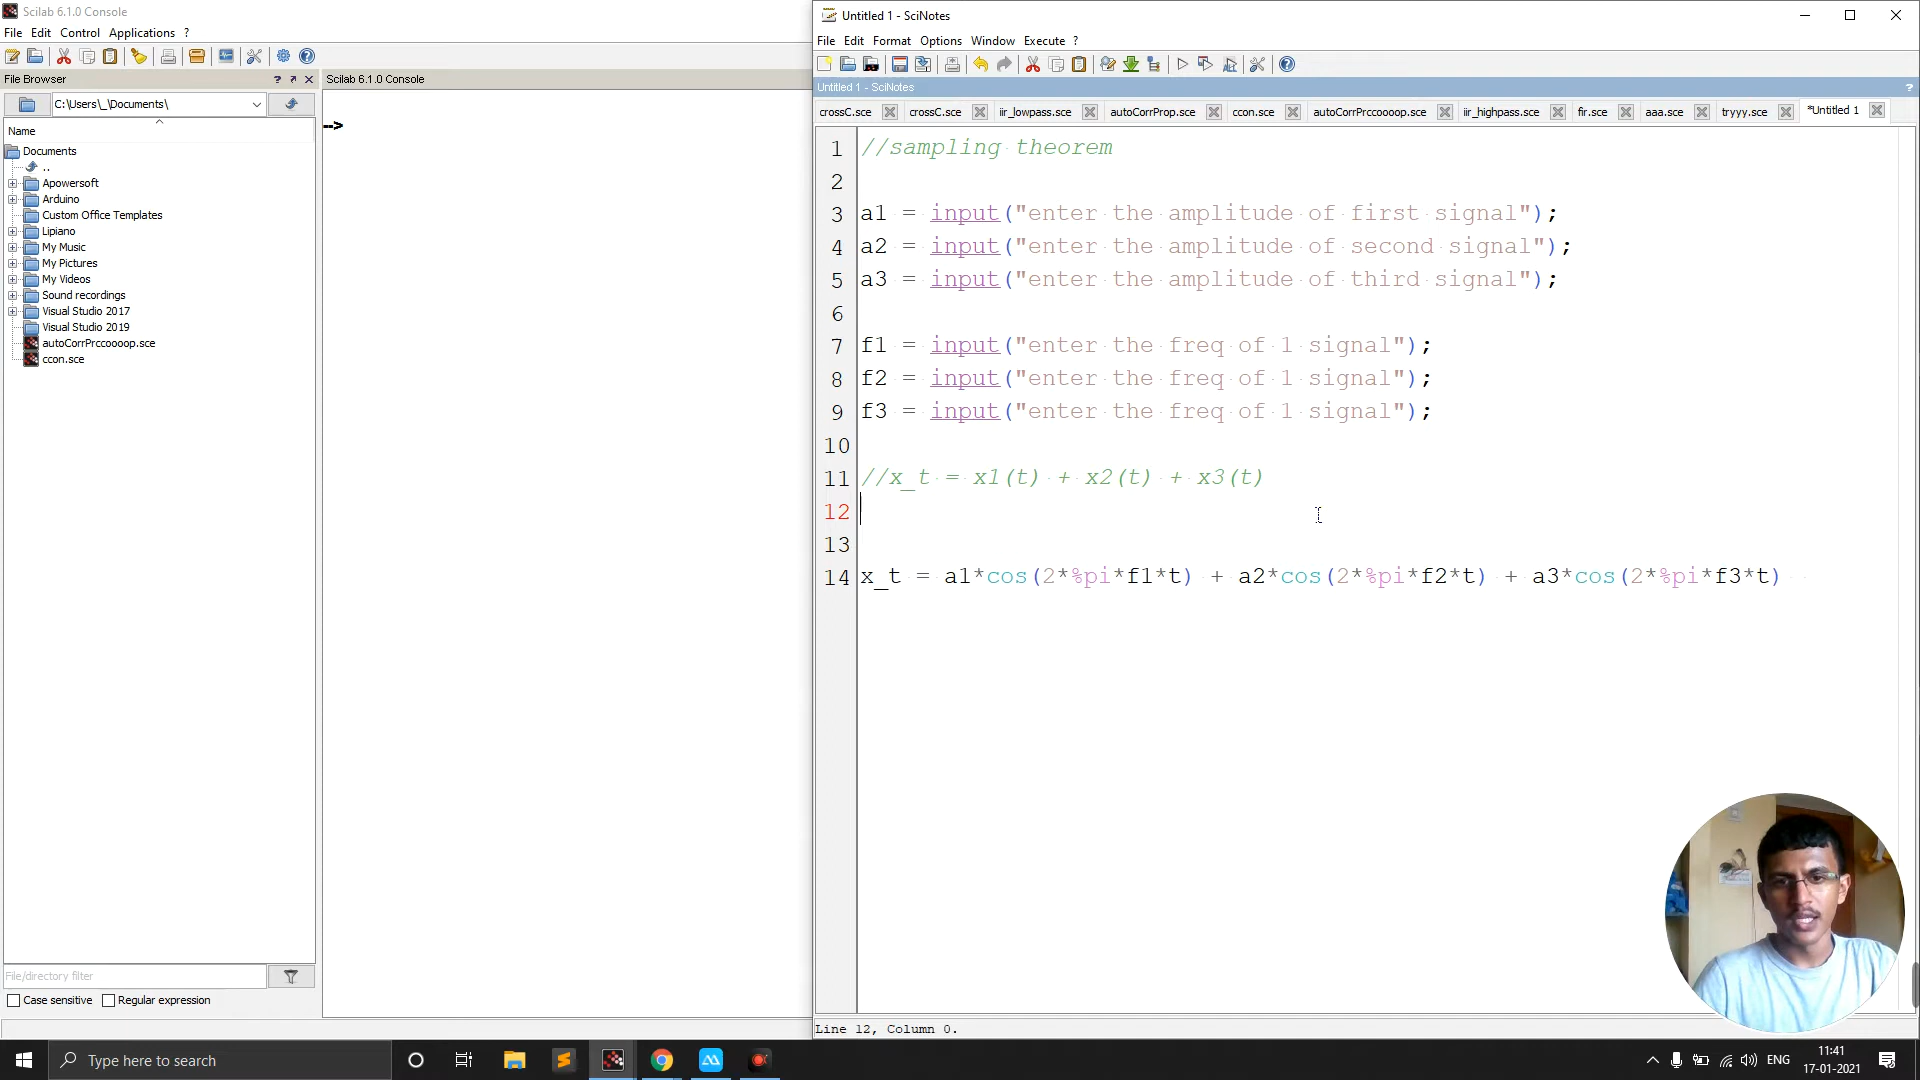 Scilab 6.1.0 Console
File Edit Control Applications ?
File Browser ? ↗ ✕
C:\Users\_\Documents\
Name
Documents
..
Apowersoft
Arduino
Custom Office Templates
Lipiano
My Music
My Pictures
My Videos
Sound recordings
Visual Studio 2017
Visual Studio 2019
autoCorrPrccoooop.sce
ccon.sce
File/directory filter
Case sensitive Regular expression
Scilab 6.1.0 Console
-->
Untitled 1 - SciNotes
File Edit Format Options Window Execute ?
Untitled 1 - SciNotes ?
crossC.sce crossC.sce iir_lowpass.sce autoCorrProp.sce ccon.sce autoCorrPrccoooop.sce iir_highpass.sce fir.sce aaa.sce tryyy.sce *Untitled 1
1 //sampling theorem
2
3 a1 = input("enter the amplitude of first signal");
4 a2 = input("enter the amplitude of second signal");
5 a3 = input("enter the amplitude of third signal");
6
7 f1 = input("enter the freq of 1 signal");
8 f2 = input("enter the freq of 1 signal");
9 f3 = input("enter the freq of 1 signal");
10
11 //x_t = x1(t) + x2(t) + x3(t)
12
13
14 x_t = a1*cos(2*%pi*f1*t) + a2*cos(2*%pi*f2*t) + a3*cos(2*%pi*f3*t)
Line 12, Column 0.
Type here to search
ENG
11:41
17-01-2021